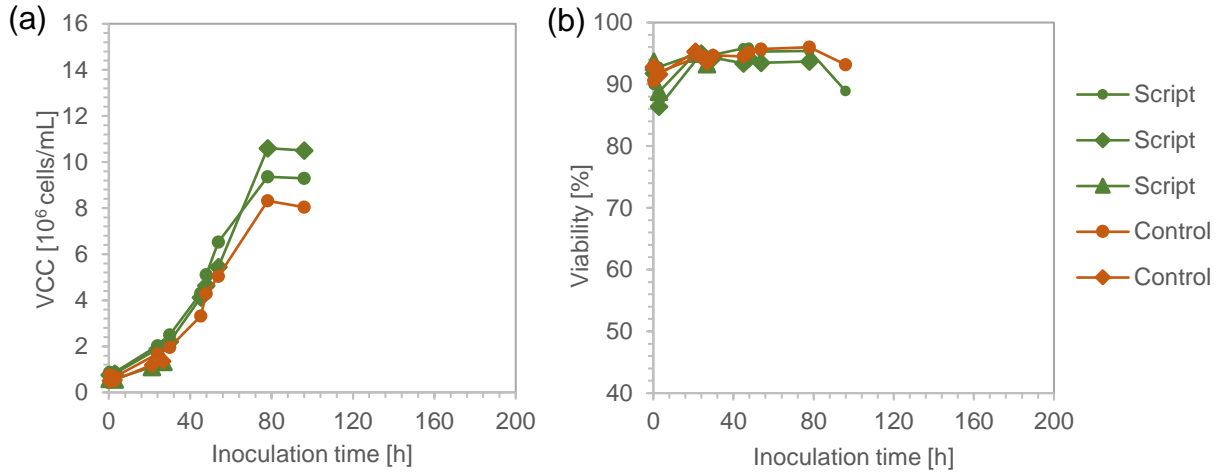 (a)
16
14
12
10
8
6
4
2
0
VCC [10⁶ cells/mL]
0 40 80 120 160 200
Inoculation time [h]
(b)
100
90
80
70
60
50
40
Viability [%]
0 40 80 120 160 200
Inoculation time [h]
Script
Script
Script
Control
Control